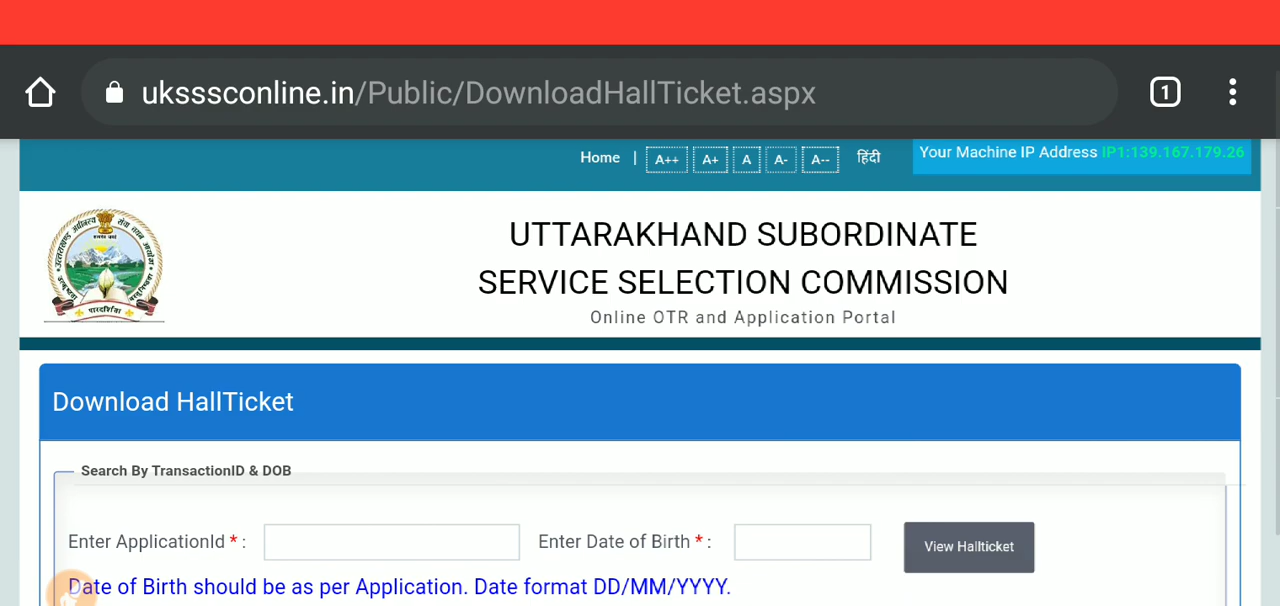 uksssconline.in/Public/DownloadHallTicket.aspx
1
Home | A++ A+ A A- A-- हिंदी
Your Machine IP Address IP1:139.167.179.26
UTTARAKHAND SUBORDINATE
SERVICE SELECTION COMMISSION
Online OTR and Application Portal
पारदर्शिता
Download HallTicket
Search By TransactionID & DOB
Enter ApplicationId * :
Enter Date of Birth * :
View Hallticket
Date of Birth should be as per Application. Date format DD/MM/YYYY.